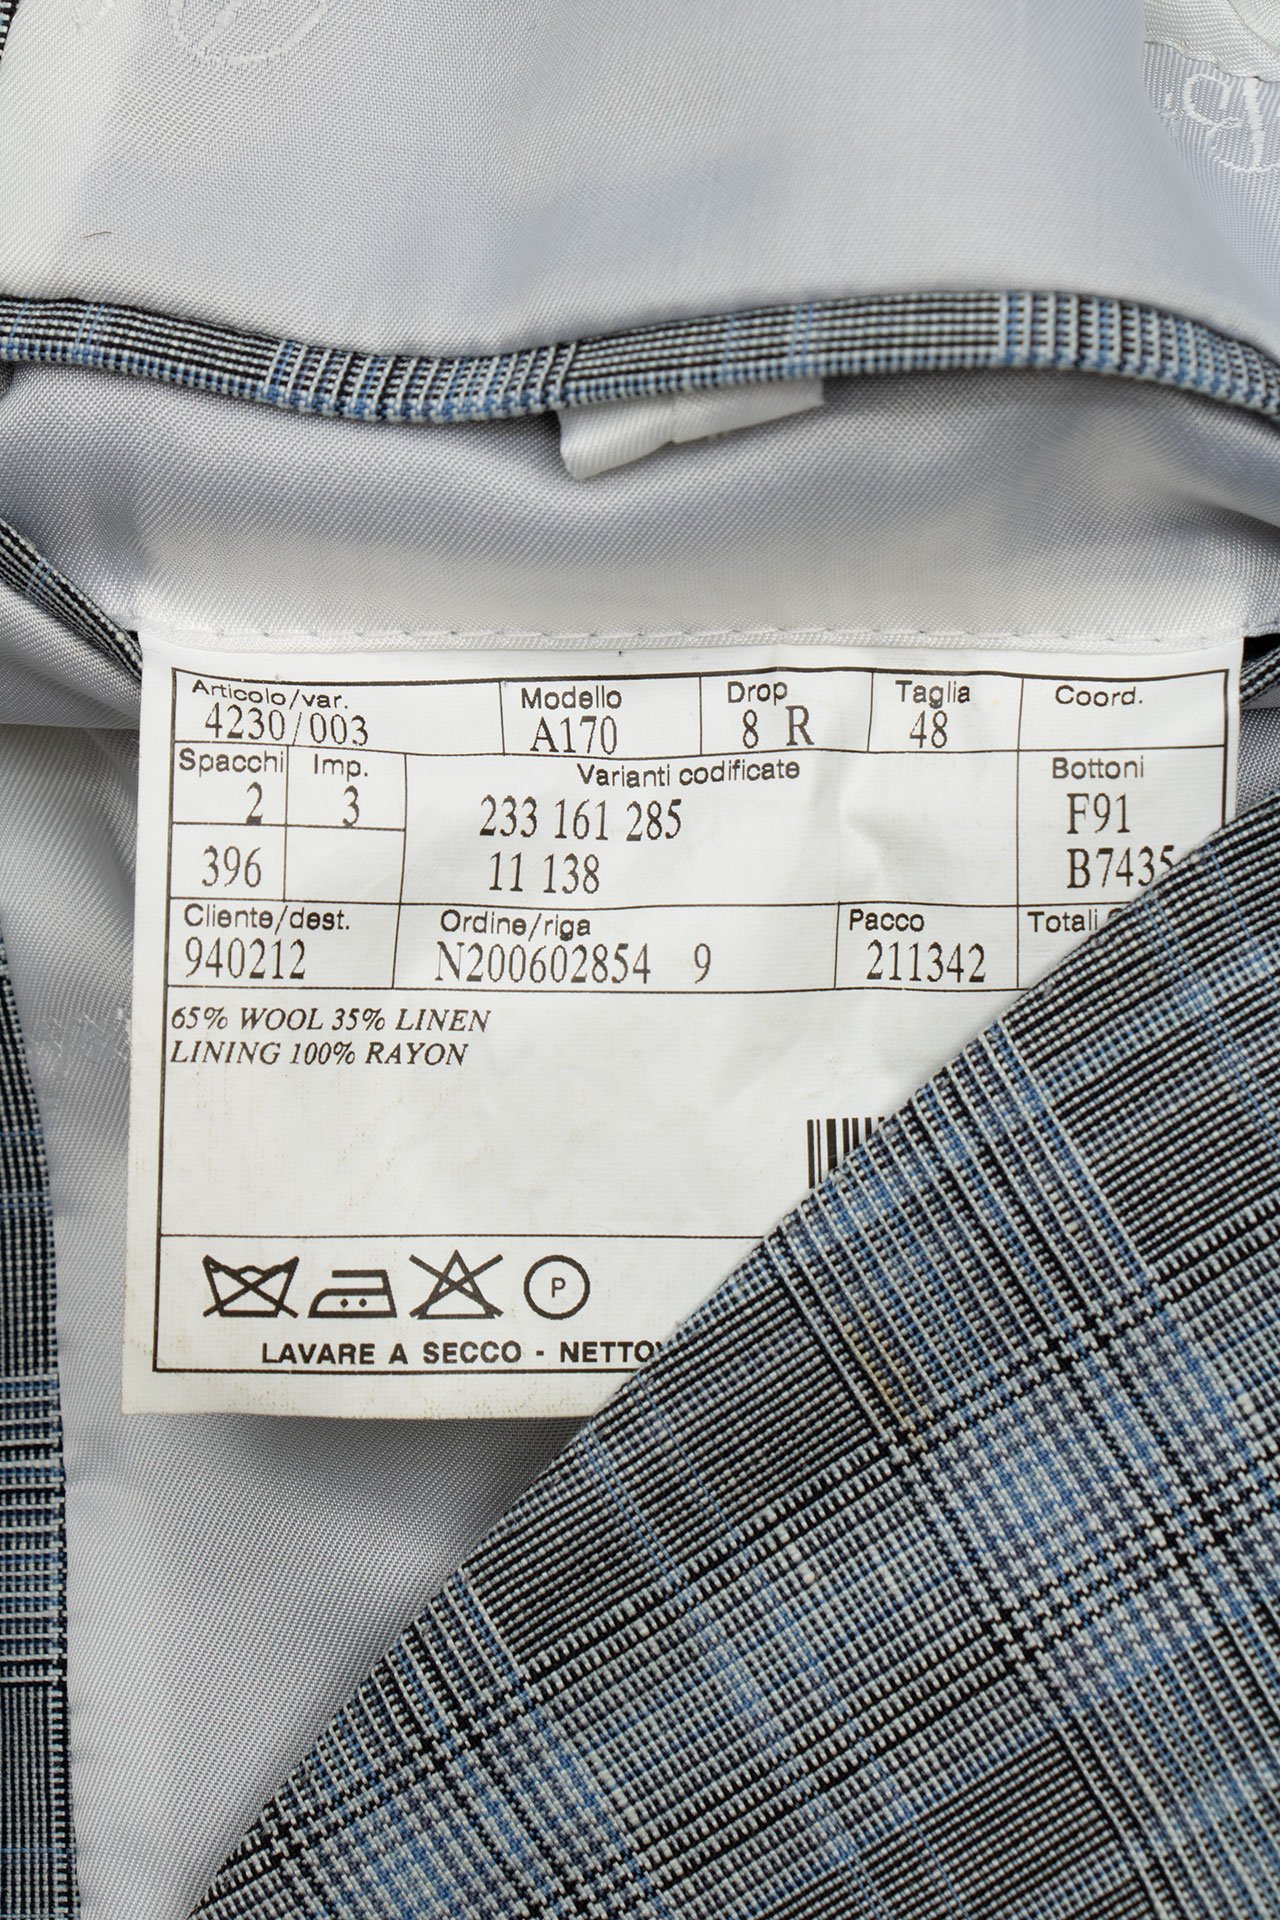 Articolo/var. Modello Drop Taglia Coord.
4230/003 A170 8 R 48
Spacchi Imp. Varianti codificate Bottoni
2 3 233 161 285 F91
396 11 138 B7435
Cliente/dest. Ordine/riga Pacco Totali
940212 N200602854 9 211342
65% WOOL 35% LINEN
LINING 100% RAYON
P
LAVARE A SECCO - NETTO